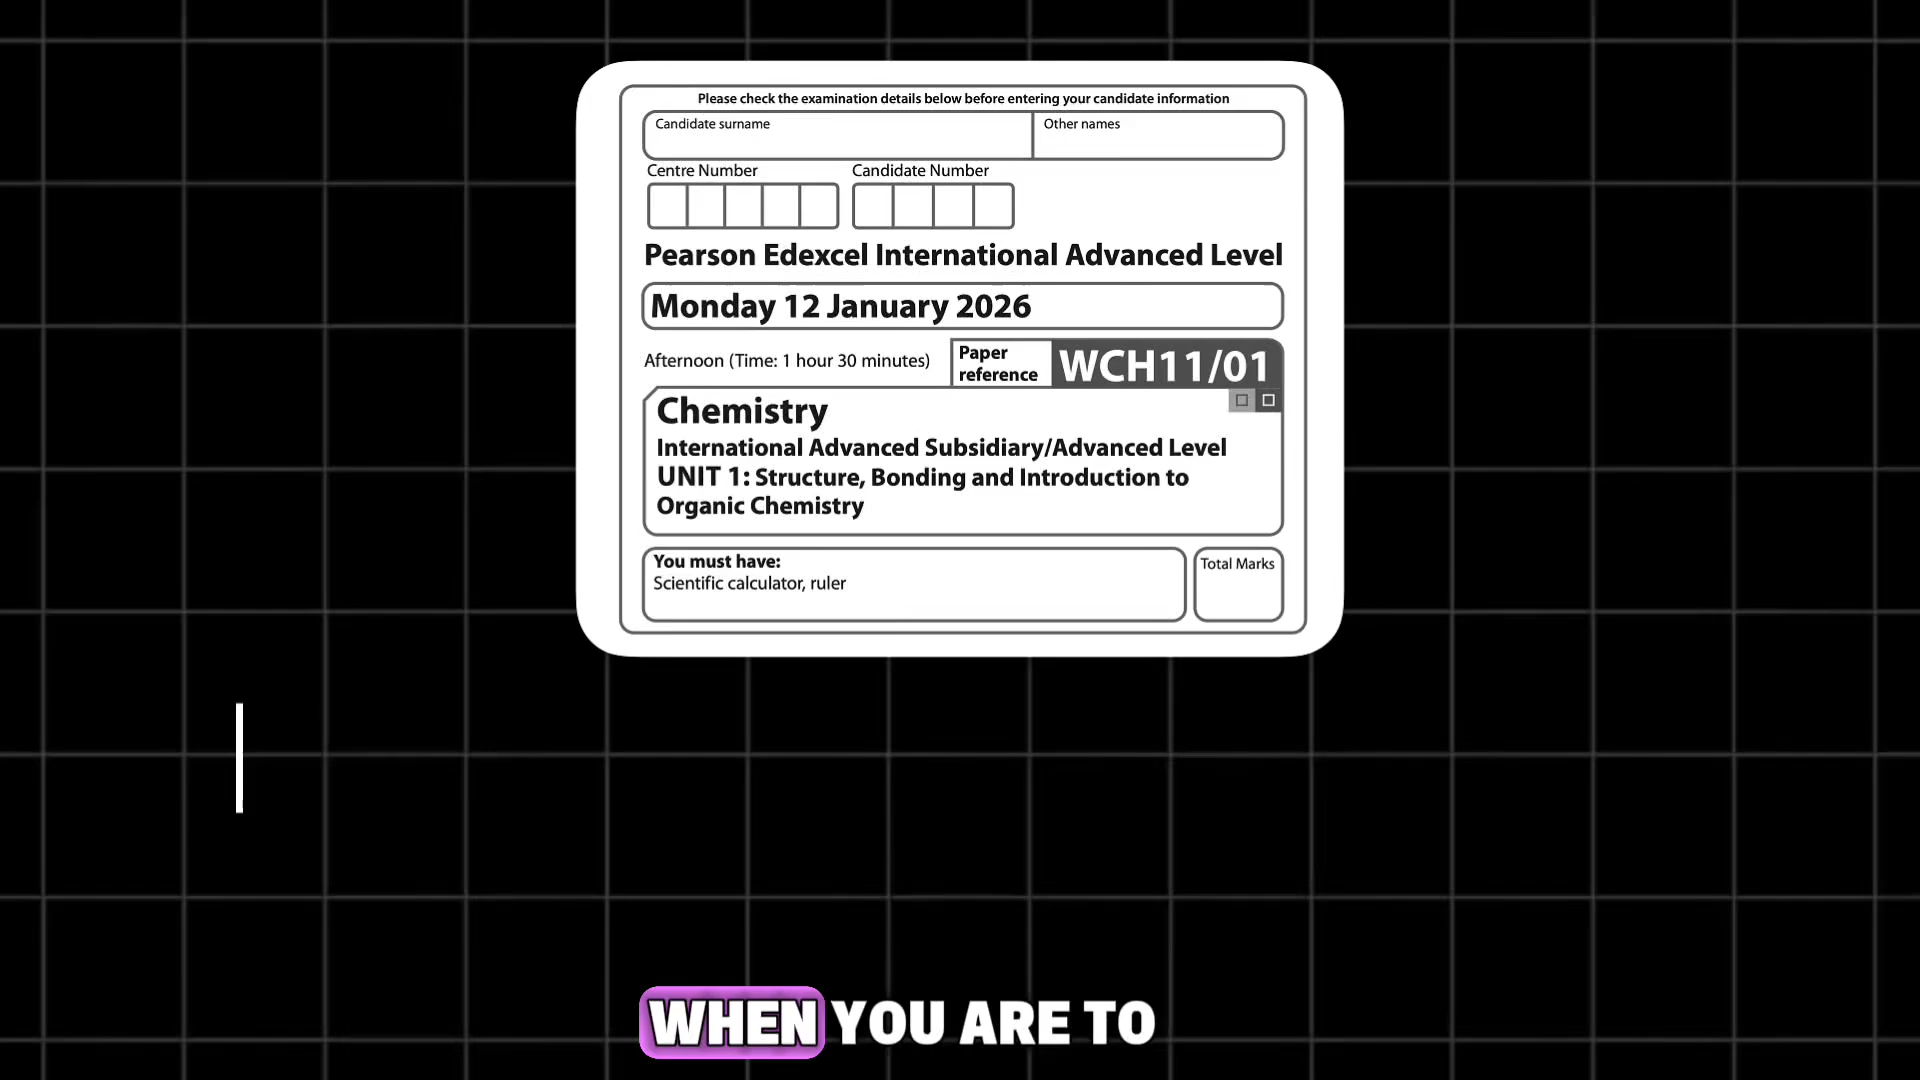 Please check the examination details below before entering your candidate information
Candidate surname
Other names
Centre Number
Candidate Number
Pearson Edexcel International Advanced Level
Monday 12 January 2026
Afternoon (Time: 1 hour 30 minutes)
Paper
reference
WCH11/01
Chemistry
International Advanced Subsidiary/Advanced Level
UNIT 1: Structure, Bonding and Introduction to
Organic Chemistry
You must have:
Scientific calculator, ruler
Total Marks
WHEN YOU ARE TO